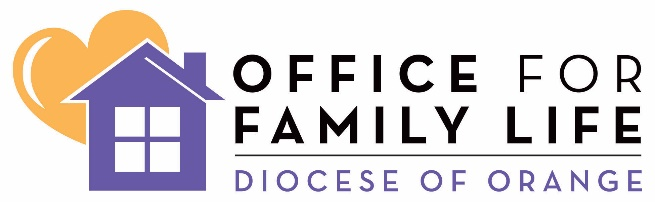 OFFICE FOR
FAMILY LIFE
DIOCESE OF ORANGE